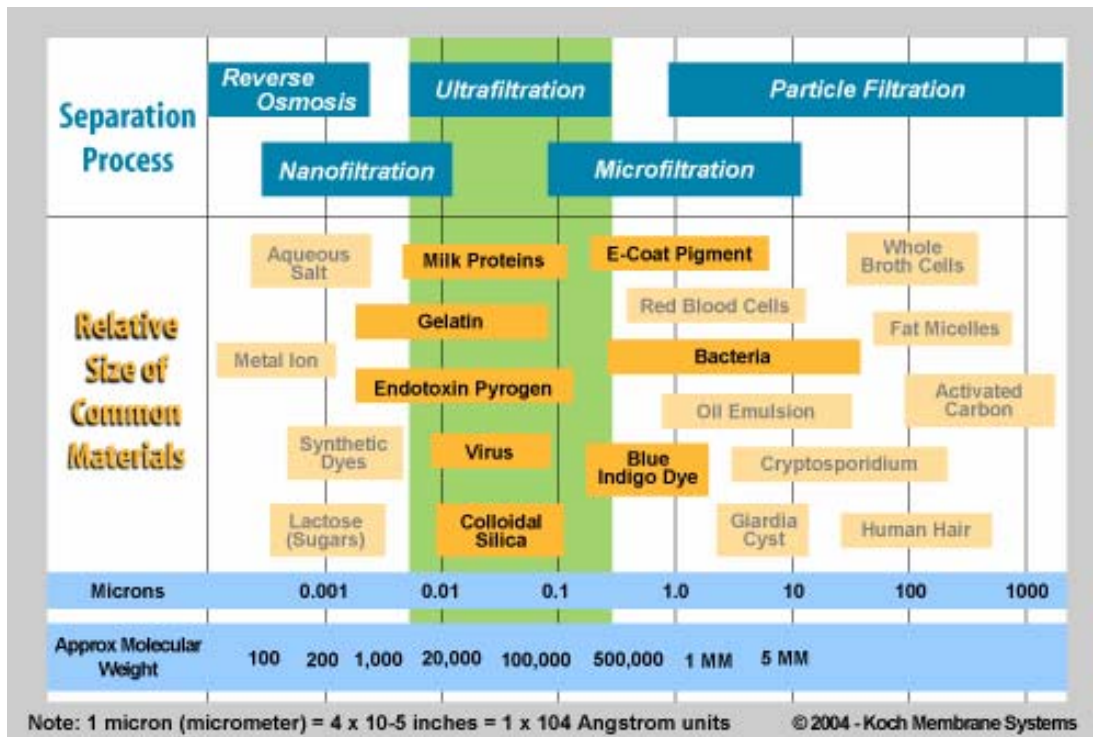 Separation
Process
Reverse
Osmosis
Ultrafiltration
Particle Filtration
Nanofiltration
Microfiltration
Relative
Size of
Common
Materials
Aqueous
Salt
Milk Proteins
E-Coat Pigment
Whole
Broth Cells
Gelatin
Red Blood Cells
Fat Micelles
Metal Ion
Bacteria
Endotoxin Pyrogen
Activated
Carbon
Oil Emulsion
Synthetic
Dyes
Virus
Blue
Indigo Dye
Cryptosporidium
Lactose
(Sugars)
Colloidal
Silica
Giardia
Cyst
Human Hair
Microns 0.001 0.01 0.1 1.0 10 100 1000
Approx Molecular
Weight
100 200 1,000 20,000 100,000 500,000 1 MM 5 MM
Note: 1 micron (micrometer) = 4 x 10-5 inches = 1 x 104 Angstrom units © 2004 - Koch Membrane Systems